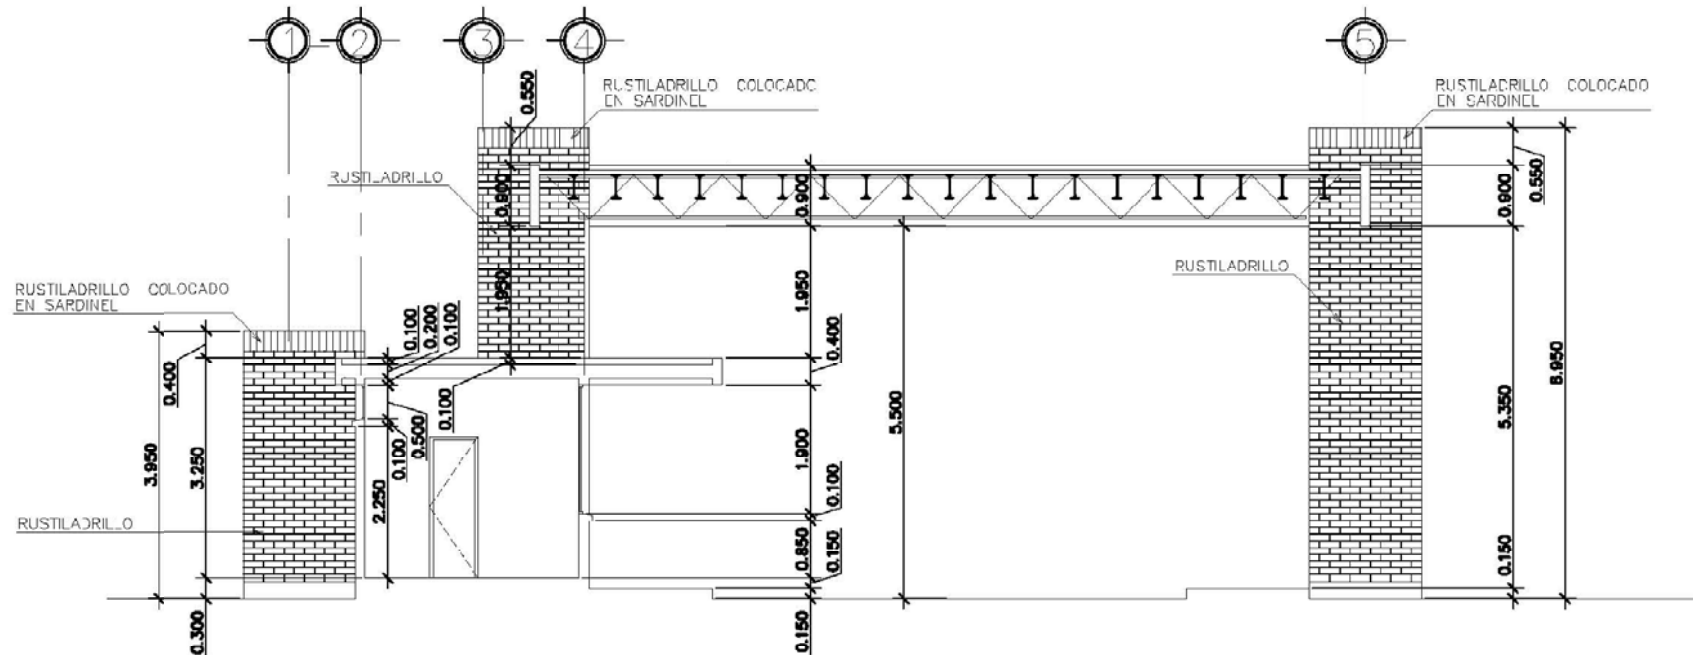 1 2 3 4 5
0.550
RUSTILADRILLO COLOCADO
EN SARDINEL
RUSTILADRILLO COLOCADO
EN SARDINEL
RUSTILADRILLO
0.900
0.900
0.900
0.550
RUSTILADRILLO
RUSTILADRILLO COLOCADO
EN SARDINEL
1.950
1.950
0.100
0.200
0.100
0.400
0.400
0.100
0.500
0.100
3.950
3.250
2.250
5.500
5.350
8.950
1.900
0.100
RUSTILADRILLO
0.850
0.150
0.150
0.300
0.150